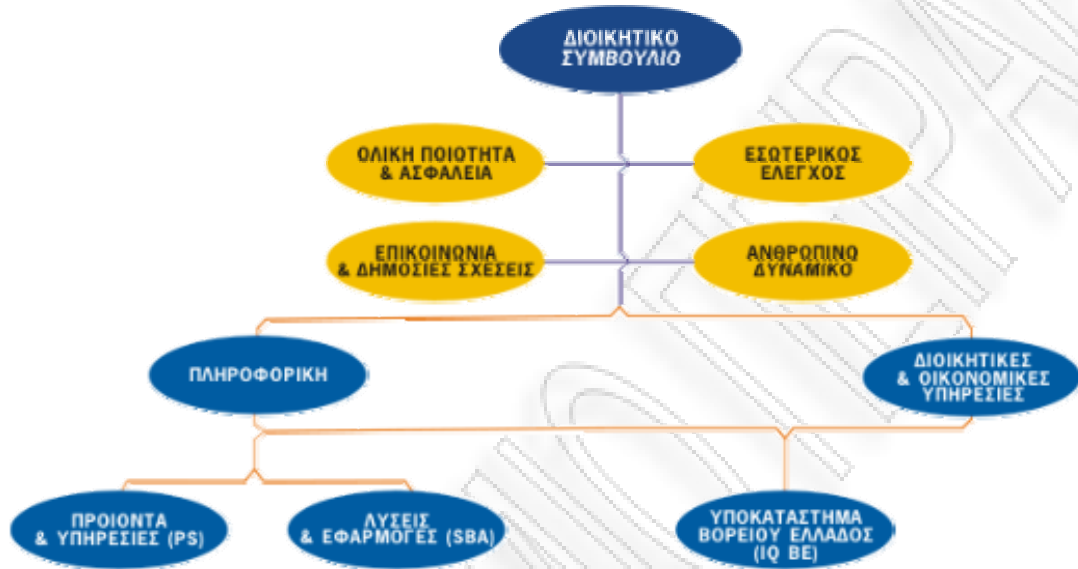 ΔΙΟΙΚΗΤΙΚΟ
ΣΥΜΒΟΥΛΙΟ
ΟΛΙΚΗ ΠΟΙΟΤΗΤΑ
& ΑΣΦΑΛΕΙΑ
ΕΣΩΤΕΡΙΚΟΣ
ΕΛΕΓΧΟΣ
ΕΠΙΚΟΙΝΩΝΙΑ
& ΔΗΜΟΣΙΕΣ ΣΧΕΣΕΙΣ
ΑΝΘΡΩΠΙΝΩ
ΔΥΝΑΜΙΚΟ
ΠΛΗΡΟΦΟΡΙΚΗ
ΔΙΟΙΚΗΤΙΚΕΣ
& ΟΙΚΟΝΟΜΙΚΕΣ
ΥΠΗΡΕΣΙΕΣ
ΠΡΟΙΟΝΤΑ
& ΥΠΗΡΕΣΙΕΣ (PS)
ΛΥΣΕΙΣ
& ΕΦΑΡΜΟΓΕΣ (SBA)
ΥΠΟΚΑΤΑΣΤΗΜΑ
ΒΟΡΕΙΟΥ ΕΛΛΑΔΟΣ
(IQ BE)